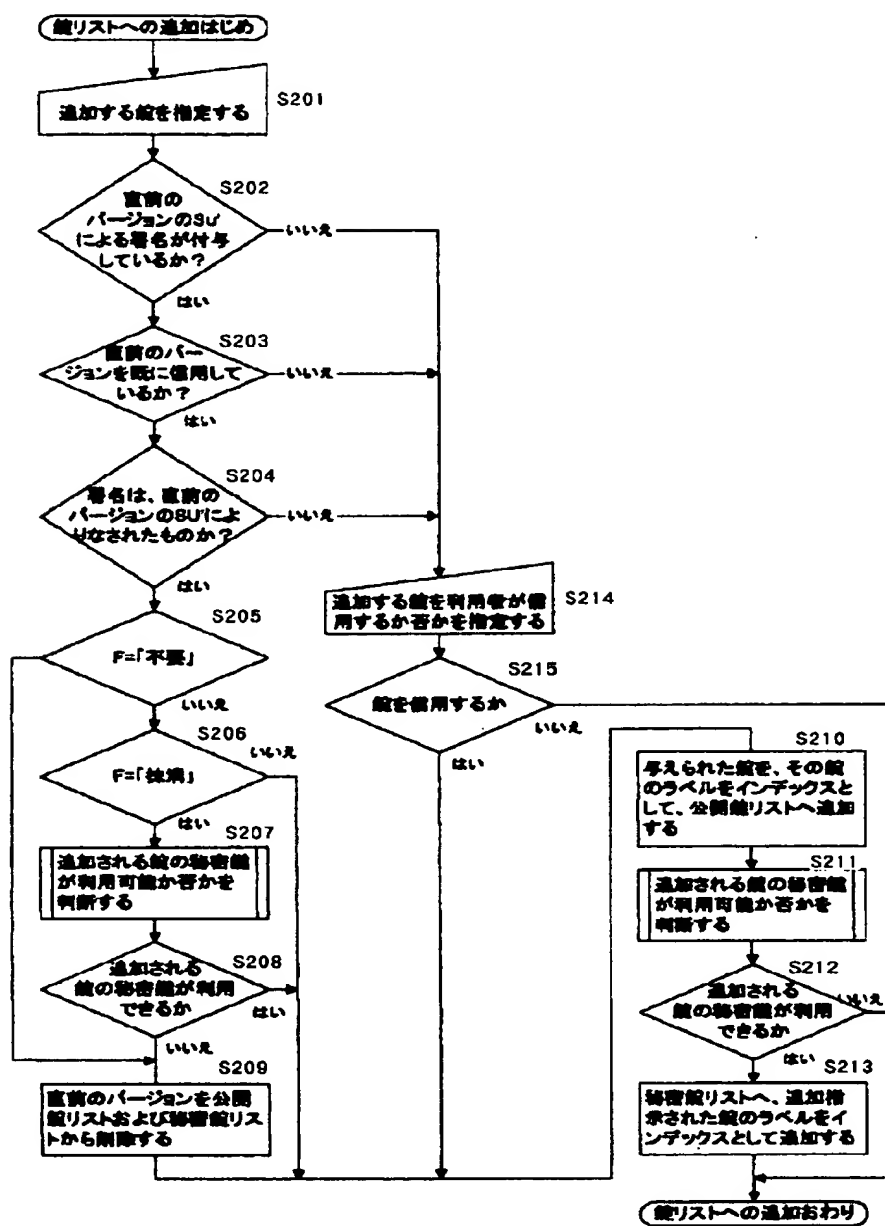 錠リストへの追加はじめ
追加する錠を指定する
S201
S202
直前の
バージョンのSu'
による署名が付与
しているか？
いいえ
はい
S203
直前のバー
ジョンを既に信用して
いるか？
いいえ
はい
S204
署名は、直前の
バージョンのSU'によ
りなされたものか？
いいえ
はい
S205
F=「不要」
いいえ
S206
F=「抹消」
いいえ
はい
S207
追加される錠の秘密鍵
が利用可能か否かを
判断する
S208
追加される
錠の秘密鍵が利用
できるか
はい
いいえ
S209
直前のバージョンを公開
錠リストおよび秘密錠リス
トから削除する
追加する錠を利用者が信
用するか否かを指定する
S214
S215
錠を信用するか
いいえ
はい
S210
与えられた錠を、その錠
のラベルをインデックスと
して、公開錠リストへ追加
する
S211
追加される錠の秘密鍵
が利用可能か否かを
判断する
S212
追加される
錠の秘密鍵が利用
できるか
いいえ
はい
S213
秘密錠リストへ、追加指
示された錠のラベルをイ
ンデックスとして追加する
錠リストへの追加おわり